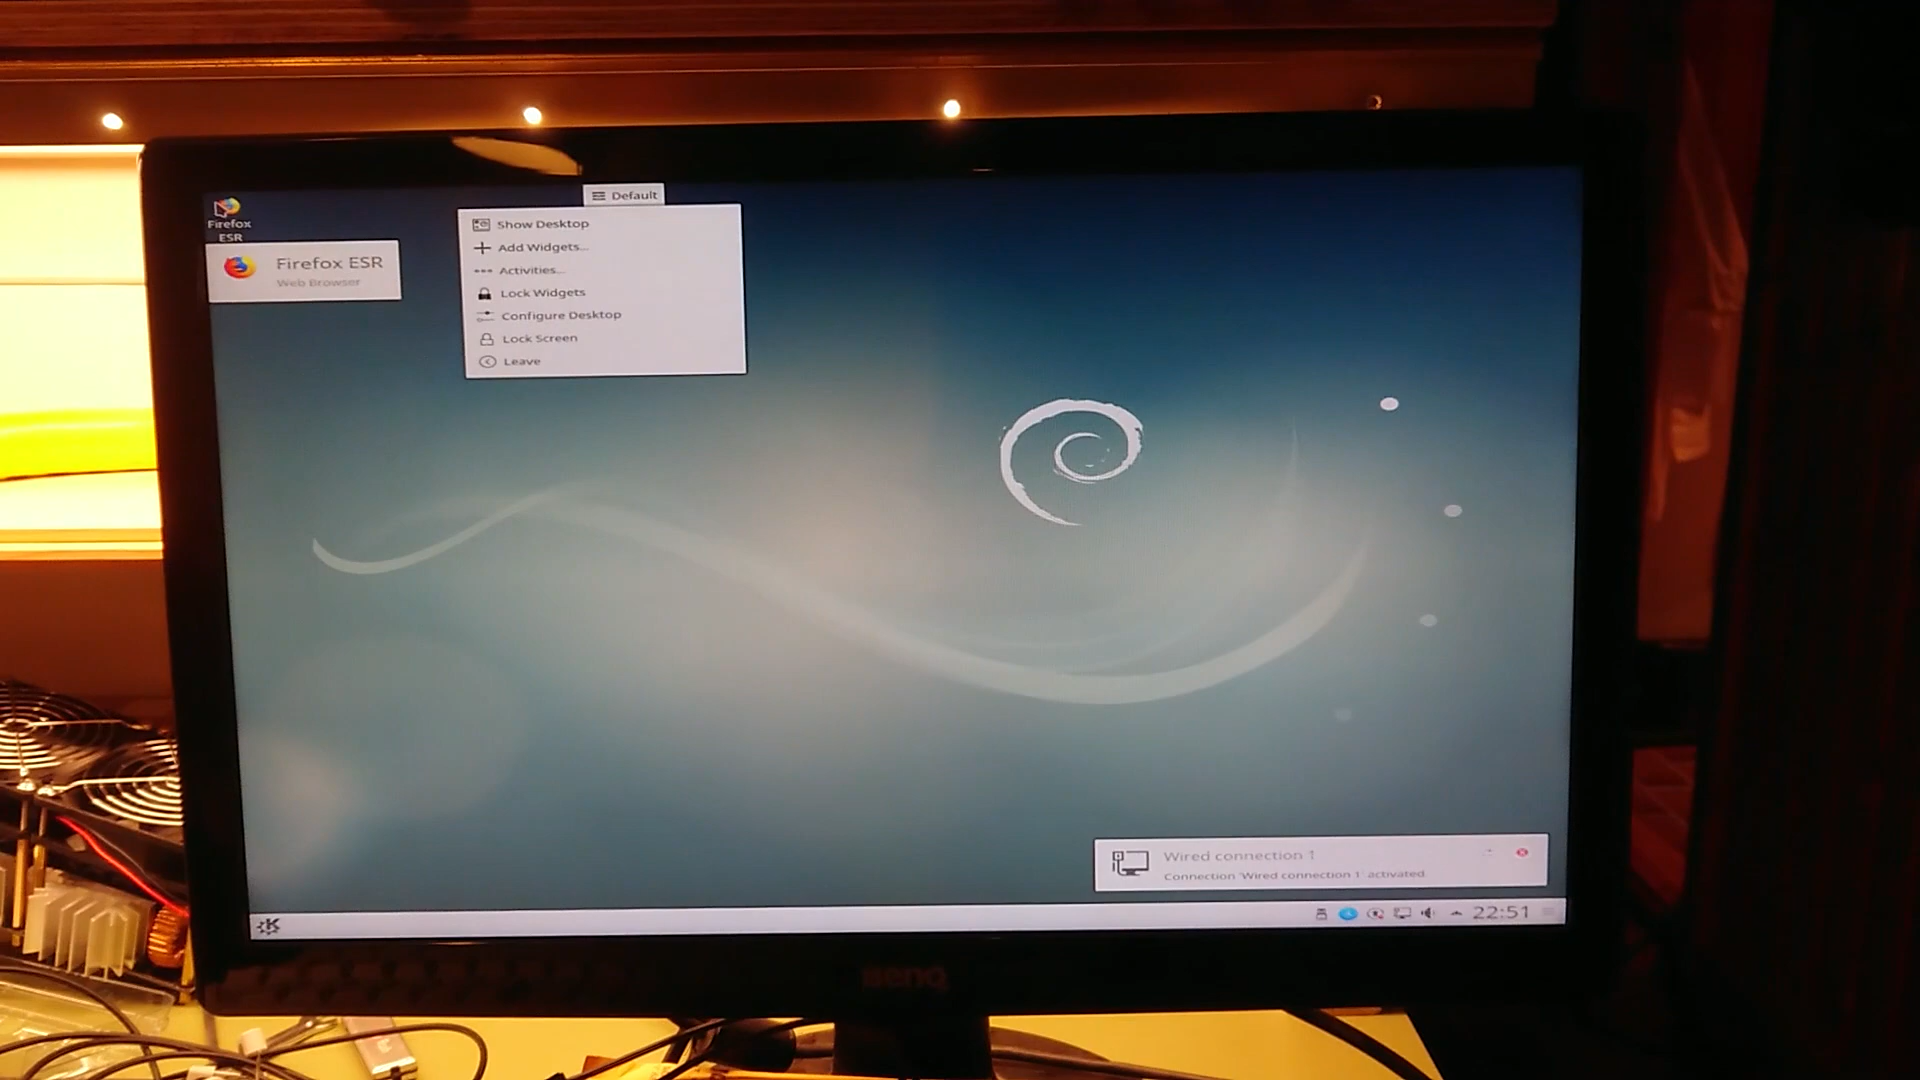 Default
Firefox
ESR
Firefox ESR
Web Browser
Show Desktop
Add Widgets...
Activities...
Lock Widgets
Configure Desktop
Lock Screen
Leave
Wired connection 1
Connection 'Wired connection 1' activated.
22:51
BenQ